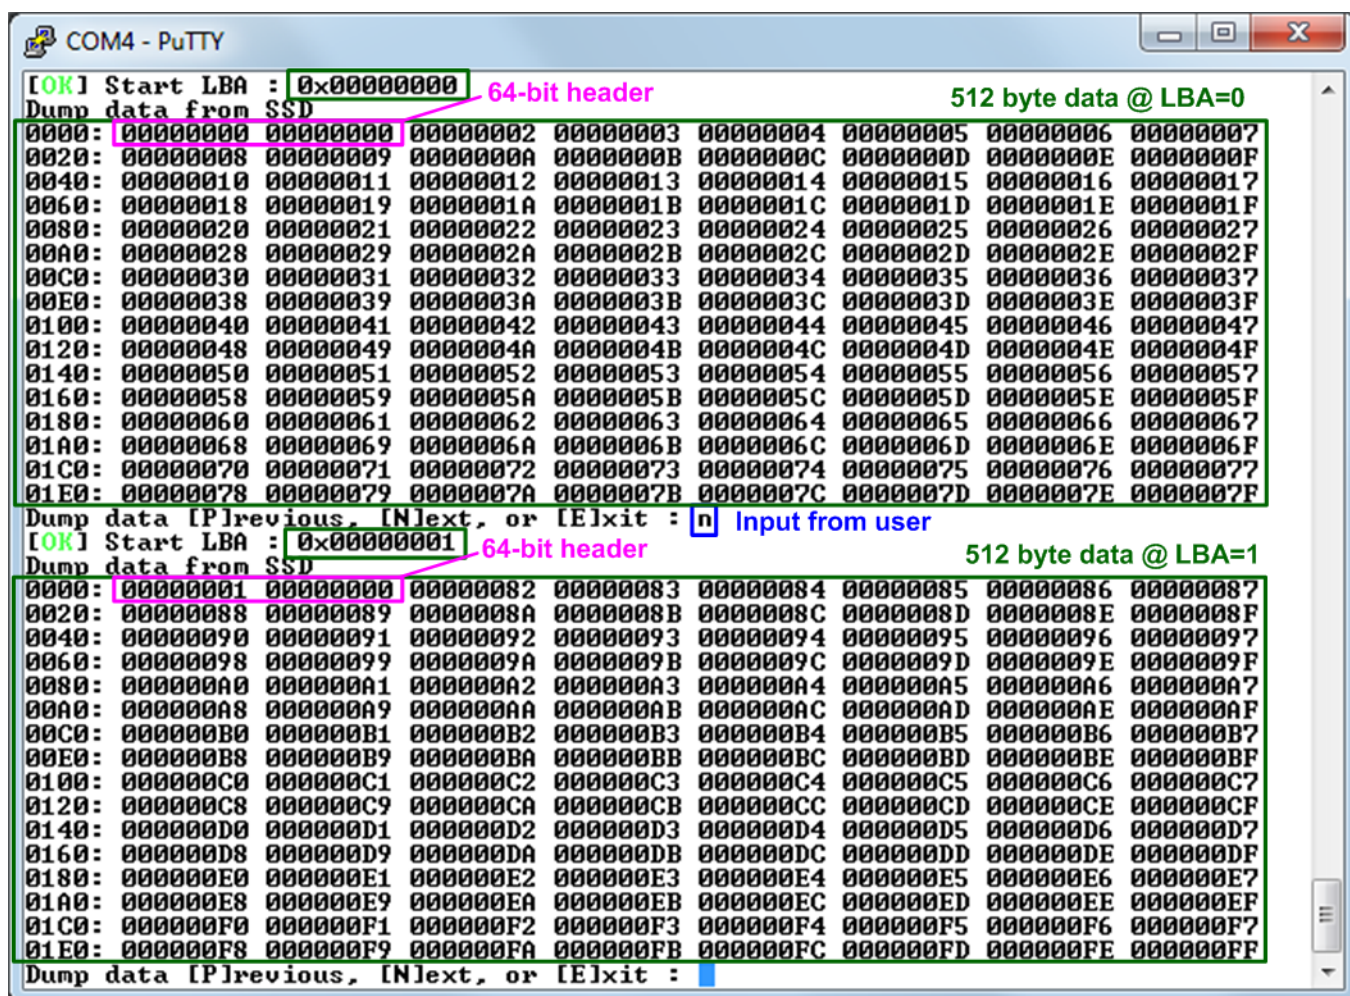 COM4 - PuTTY
[OK] Start LBA : 0x00000000
64-bit header
512 byte data @ LBA=0
Dump data from SSD
0000: 00000000 00000000 00000002 00000003 00000004 00000005 00000006 00000007
0020: 00000008 00000009 0000000A 0000000B 0000000C 0000000D 0000000E 0000000F
0040: 00000010 00000011 00000012 00000013 00000014 00000015 00000016 00000017
0060: 00000018 00000019 0000001A 0000001B 0000001C 0000001D 0000001E 0000001F
0080: 00000020 00000021 00000022 00000023 00000024 00000025 00000026 00000027
00A0: 00000028 00000029 0000002A 0000002B 0000002C 0000002D 0000002E 0000002F
00C0: 00000030 00000031 00000032 00000033 00000034 00000035 00000036 00000037
00E0: 00000038 00000039 0000003A 0000003B 0000003C 0000003D 0000003E 0000003F
0100: 00000040 00000041 00000042 00000043 00000044 00000045 00000046 00000047
0120: 00000048 00000049 0000004A 0000004B 0000004C 0000004D 0000004E 0000004F
0140: 00000050 00000051 00000052 00000053 00000054 00000055 00000056 00000057
0160: 00000058 00000059 0000005A 0000005B 0000005C 0000005D 0000005E 0000005F
0180: 00000060 00000061 00000062 00000063 00000064 00000065 00000066 00000067
01A0: 00000068 00000069 0000006A 0000006B 0000006C 0000006D 0000006E 0000006F
01C0: 00000070 00000071 00000072 00000073 00000074 00000075 00000076 00000077
01E0: 00000078 00000079 0000007A 0000007B 0000007C 0000007D 0000007E 0000007F
Dump data [P]revious, [N]ext, or [E]xit : n Input from user
[OK] Start LBA : 0x00000001
64-bit header
512 byte data @ LBA=1
Dump data from SSD
0000: 00000001 00000000 00000082 00000083 00000084 00000085 00000086 00000087
0020: 00000088 00000089 0000008A 0000008B 0000008C 0000008D 0000008E 0000008F
0040: 00000090 00000091 00000092 00000093 00000094 00000095 00000096 00000097
0060: 00000098 00000099 0000009A 0000009B 0000009C 0000009D 0000009E 0000009F
0080: 000000A0 000000A1 000000A2 000000A3 000000A4 000000A5 000000A6 000000A7
00A0: 000000A8 000000A9 000000AA 000000AB 000000AC 000000AD 000000AE 000000AF
00C0: 000000B0 000000B1 000000B2 000000B3 000000B4 000000B5 000000B6 000000B7
00E0: 000000B8 000000B9 000000BA 000000BB 000000BC 000000BD 000000BE 000000BF
0100: 000000C0 000000C1 000000C2 000000C3 000000C4 000000C5 000000C6 000000C7
0120: 000000C8 000000C9 000000CA 000000CB 000000CC 000000CD 000000CE 000000CF
0140: 000000D0 000000D1 000000D2 000000D3 000000D4 000000D5 000000D6 000000D7
0160: 000000D8 000000D9 000000DA 000000DB 000000DC 000000DD 000000DE 000000DF
0180: 000000E0 000000E1 000000E2 000000E3 000000E4 000000E5 000000E6 000000E7
01A0: 000000E8 000000E9 000000EA 000000EB 000000EC 000000ED 000000EE 000000EF
01C0: 000000F0 000000F1 000000F2 000000F3 000000F4 000000F5 000000F6 000000F7
01E0: 000000F8 000000F9 000000FA 000000FB 000000FC 000000FD 000000FE 000000FF
Dump data [P]revious, [N]ext, or [E]xit :